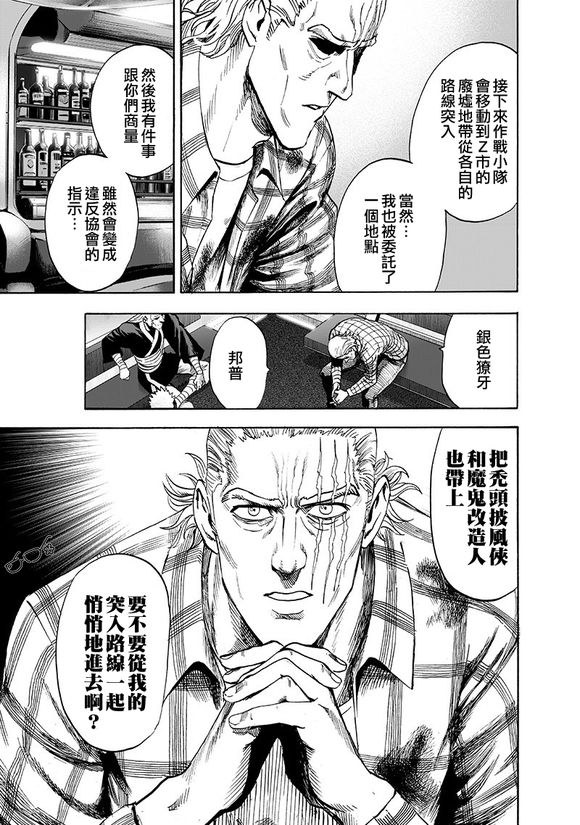 接下來作戰小隊
會移動到Z市的
廢墟地帶從各自的
路線突入
當然…
我也被委託了
一個地點
然後我有件事
跟你們商量
雖然會變成
違反協會的
指示…
銀色獠牙
邦普
把禿頭披風俠
和魔鬼改造人
也帶上
要不要從我的
突入路線一起
悄悄地進去啊？